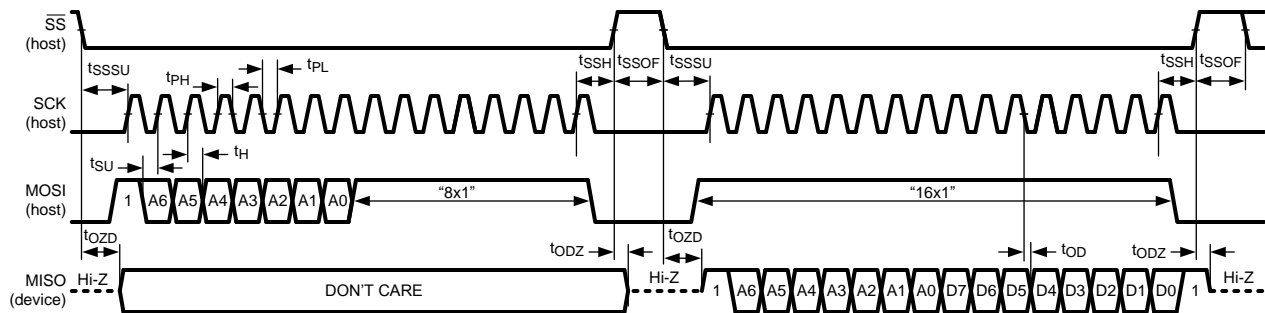 SS
(host)
tSSSU
tPH
tPL
tSSH
tSSOF
tSSSU
tSSH
tSSOF
SCK
(host)
tSU
tH
MOSI
(host)
1 A6 A5 A4 A3 A2 A1 A0 “8x1”
“16x1”
tOZD
tODZ
tOZD
tOD
tODZ
MISO
(device)
Hi-Z
DON'T CARE
Hi-Z
1 A6 A5 A4 A3 A2 A1 A0 D7 D6 D5 D4 D3 D2 D1 D0 1
Hi-Z